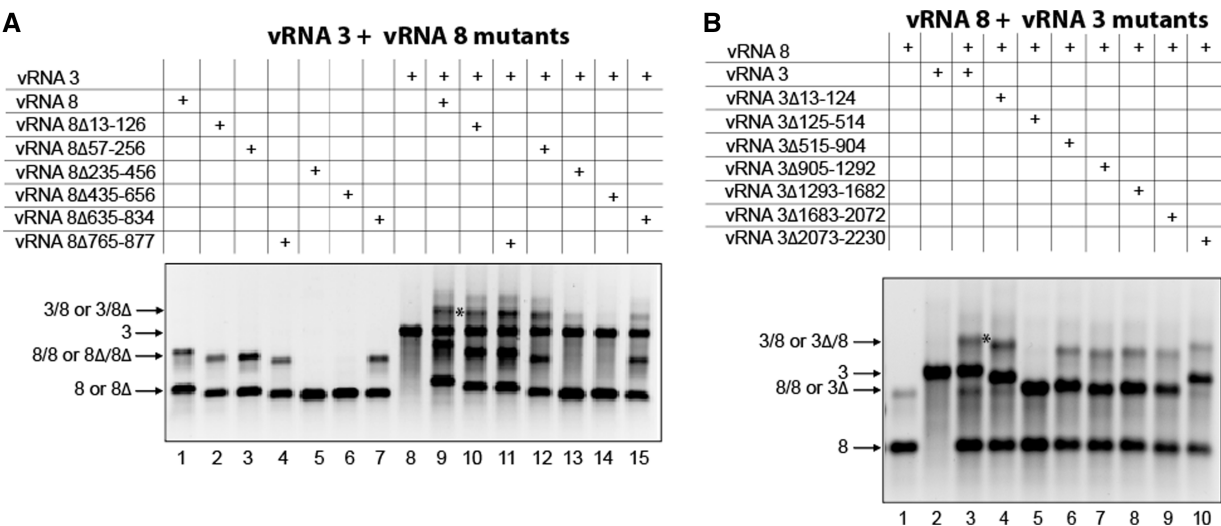 A
vRNA 3 + vRNA 8 mutants
vRNA 3 + + + + + + + +
vRNA 8 + +
vRNA 8Δ13-126 + +
vRNA 8Δ57-256 + +
vRNA 8Δ235-456 + +
vRNA 8Δ435-656 + +
vRNA 8Δ635-834 + +
vRNA 8Δ765-877 + +
3/8 or 3/8Δ
*
3
8/8 or 8Δ/8Δ
8 or 8Δ
1 2 3 4 5 6 7 8 9 10 11 12 13 14 15
B
vRNA 8 + vRNA 3 mutants
vRNA 8 + + + + + + + + +
vRNA 3 + +
vRNA 3Δ13-124 +
vRNA 3Δ125-514 +
vRNA 3Δ515-904 +
vRNA 3Δ905-1292 +
vRNA 3Δ1293-1682 +
vRNA 3Δ1683-2072 +
vRNA 3Δ2073-2230 +
3/8 or 3Δ/8
*
3
8/8 or 3Δ
8
1 2 3 4 5 6 7 8 9 10